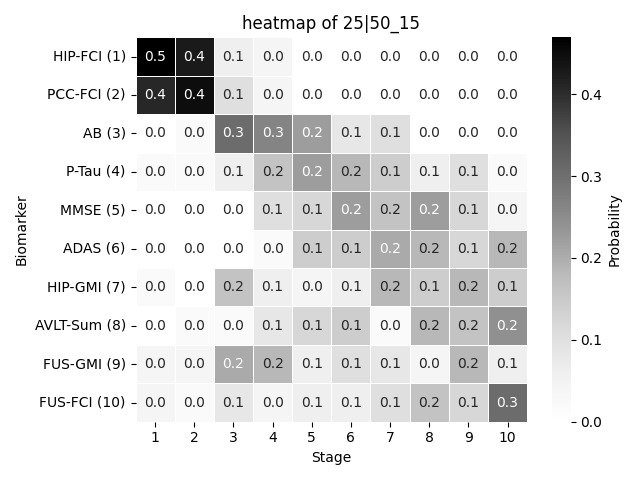 heatmap of 25|50_15
HIP-FCI (1) 0.5 0.4 0.1 0.0 0.0 0.0 0.0 0.0 0.0 0.0
PCC-FCI (2) 0.4 0.4 0.1 0.0 0.0 0.0 0.0 0.0 0.0 0.0
AB (3) 0.0 0.0 0.3 0.3 0.2 0.1 0.1 0.0 0.0 0.0
P-Tau (4) 0.0 0.0 0.1 0.2 0.2 0.2 0.1 0.1 0.1 0.0
MMSE (5) 0.0 0.0 0.0 0.1 0.1 0.2 0.2 0.2 0.1 0.0
ADAS (6) 0.0 0.0 0.0 0.0 0.1 0.1 0.2 0.2 0.1 0.2
HIP-GMI (7) 0.0 0.0 0.2 0.1 0.0 0.1 0.2 0.1 0.2 0.1
AVLT-Sum (8) 0.0 0.0 0.0 0.1 0.1 0.1 0.0 0.2 0.2 0.2
FUS-GMI (9) 0.0 0.0 0.2 0.2 0.1 0.1 0.1 0.0 0.2 0.1
FUS-FCI (10) 0.0 0.0 0.1 0.0 0.1 0.1 0.1 0.2 0.1 0.3
1 2 3 4 5 6 7 8 9 10
Stage
Biomarker
0.4
0.3
0.2
0.1
0.0
Probability